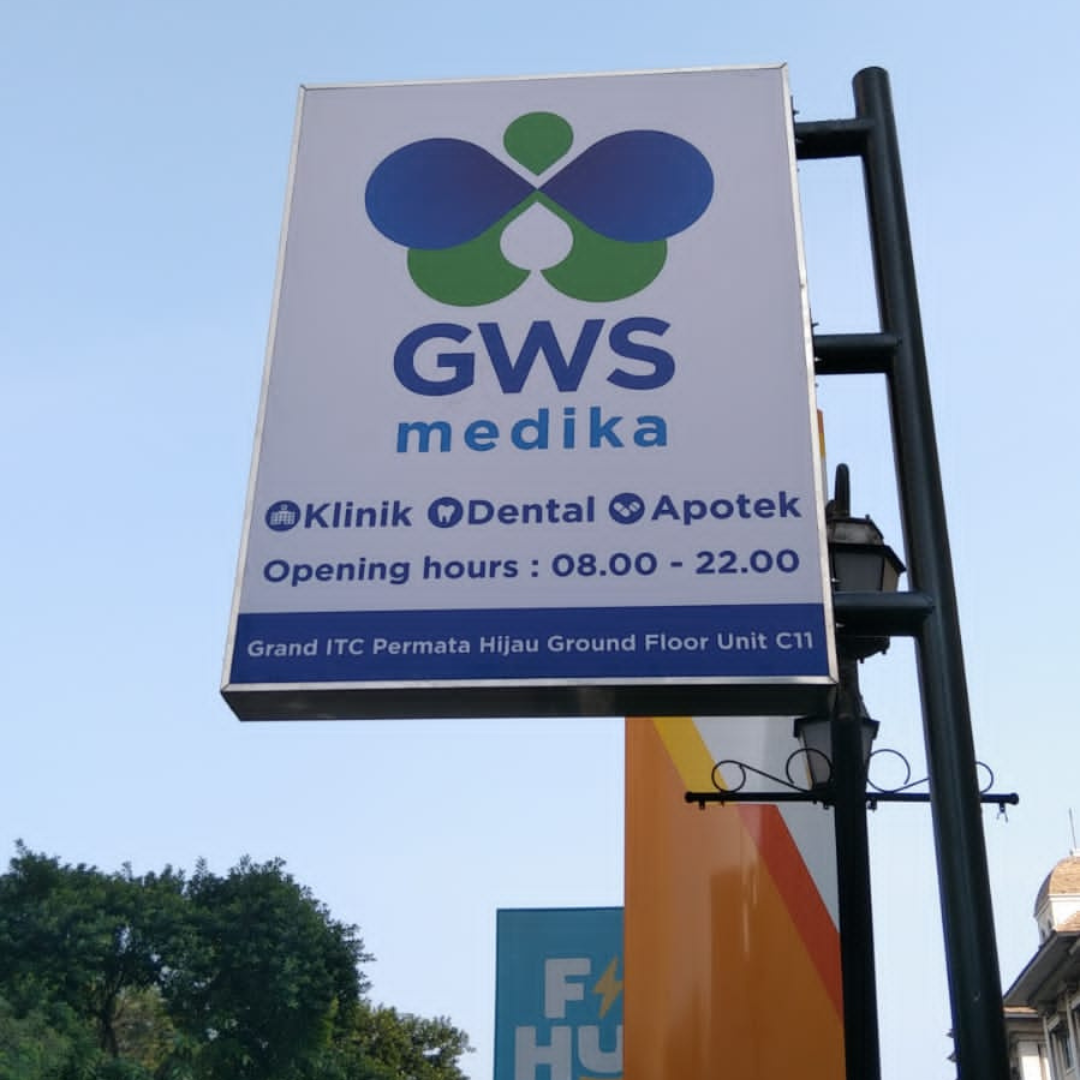 GWS
medika
Klinik Dental Apotek
Opening hours : 08.00 - 22.00
Grand ITC Permata Hijau Ground Floor Unit C11